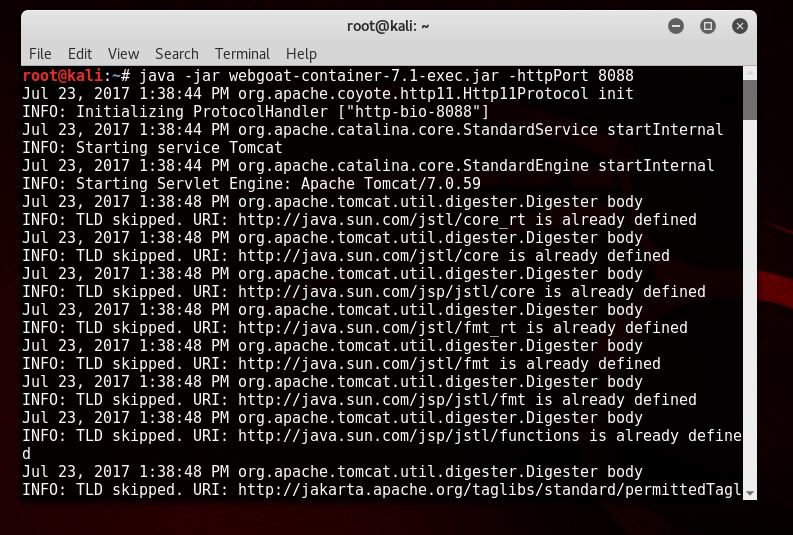 root@kali: ~
File Edit View Search Terminal Help
root@kali:~# java -jar webgoat-container-7.1-exec.jar -httpPort 8088
Jul 23, 2017 1:38:44 PM org.apache.coyote.http11.Http11Protocol init
INFO: Initializing ProtocolHandler ["http-bio-8088"]
Jul 23, 2017 1:38:44 PM org.apache.catalina.core.StandardService startInternal
INFO: Starting service Tomcat
Jul 23, 2017 1:38:44 PM org.apache.catalina.core.StandardEngine startInternal
INFO: Starting Servlet Engine: Apache Tomcat/7.0.59
Jul 23, 2017 1:38:48 PM org.apache.tomcat.util.digester.Digester body
INFO: TLD skipped. URI: http://java.sun.com/jstl/core_rt is already defined
Jul 23, 2017 1:38:48 PM org.apache.tomcat.util.digester.Digester body
INFO: TLD skipped. URI: http://java.sun.com/jstl/core is already defined
Jul 23, 2017 1:38:48 PM org.apache.tomcat.util.digester.Digester body
INFO: TLD skipped. URI: http://java.sun.com/jsp/jstl/core is already defined
Jul 23, 2017 1:38:48 PM org.apache.tomcat.util.digester.Digester body
INFO: TLD skipped. URI: http://java.sun.com/jstl/fmt_rt is already defined
Jul 23, 2017 1:38:48 PM org.apache.tomcat.util.digester.Digester body
INFO: TLD skipped. URI: http://java.sun.com/jstl/fmt is already defined
Jul 23, 2017 1:38:48 PM org.apache.tomcat.util.digester.Digester body
INFO: TLD skipped. URI: http://java.sun.com/jsp/jstl/fmt is already defined
Jul 23, 2017 1:38:48 PM org.apache.tomcat.util.digester.Digester body
INFO: TLD skipped. URI: http://java.sun.com/jsp/jstl/functions is already define
d
Jul 23, 2017 1:38:48 PM org.apache.tomcat.util.digester.Digester body
INFO: TLD skipped. URI: http://jakarta.apache.org/taglibs/standard/permittedTagl